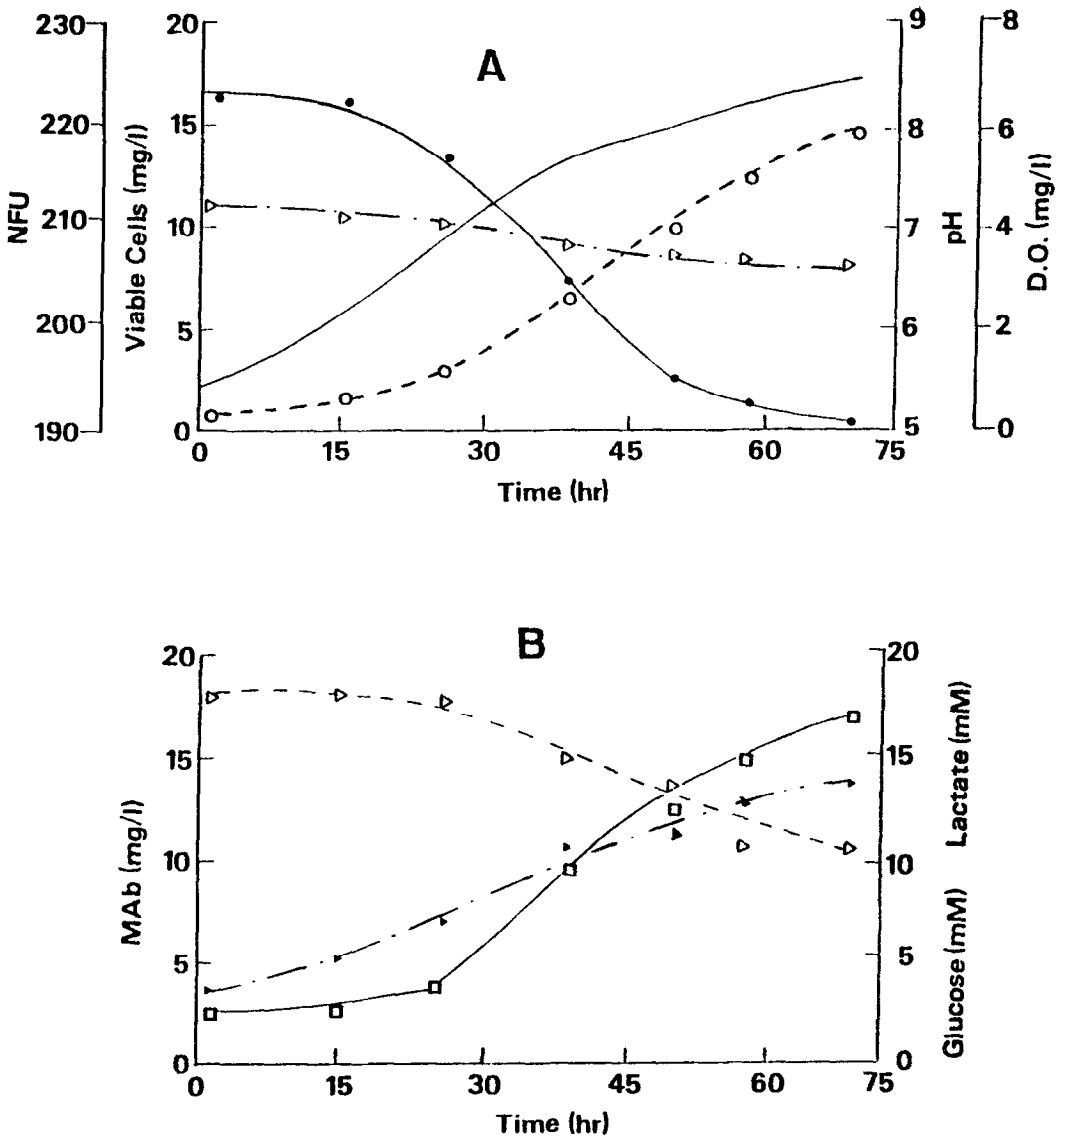 A
230
220
210
200
190
NFU
20
15
10
5
0
Viable Cells (mg/l)
9
8
7
6
5
pH
8
6
4
2
0
D.O. (mg/l)
0 15 30 45 60 75
Time (hr)
B
20
15
10
5
0
MAb (mg/l)
20
15
10
5
0
Glucose (mM) Lactate (mM)
0 15 30 45 60 75
Time (hr)